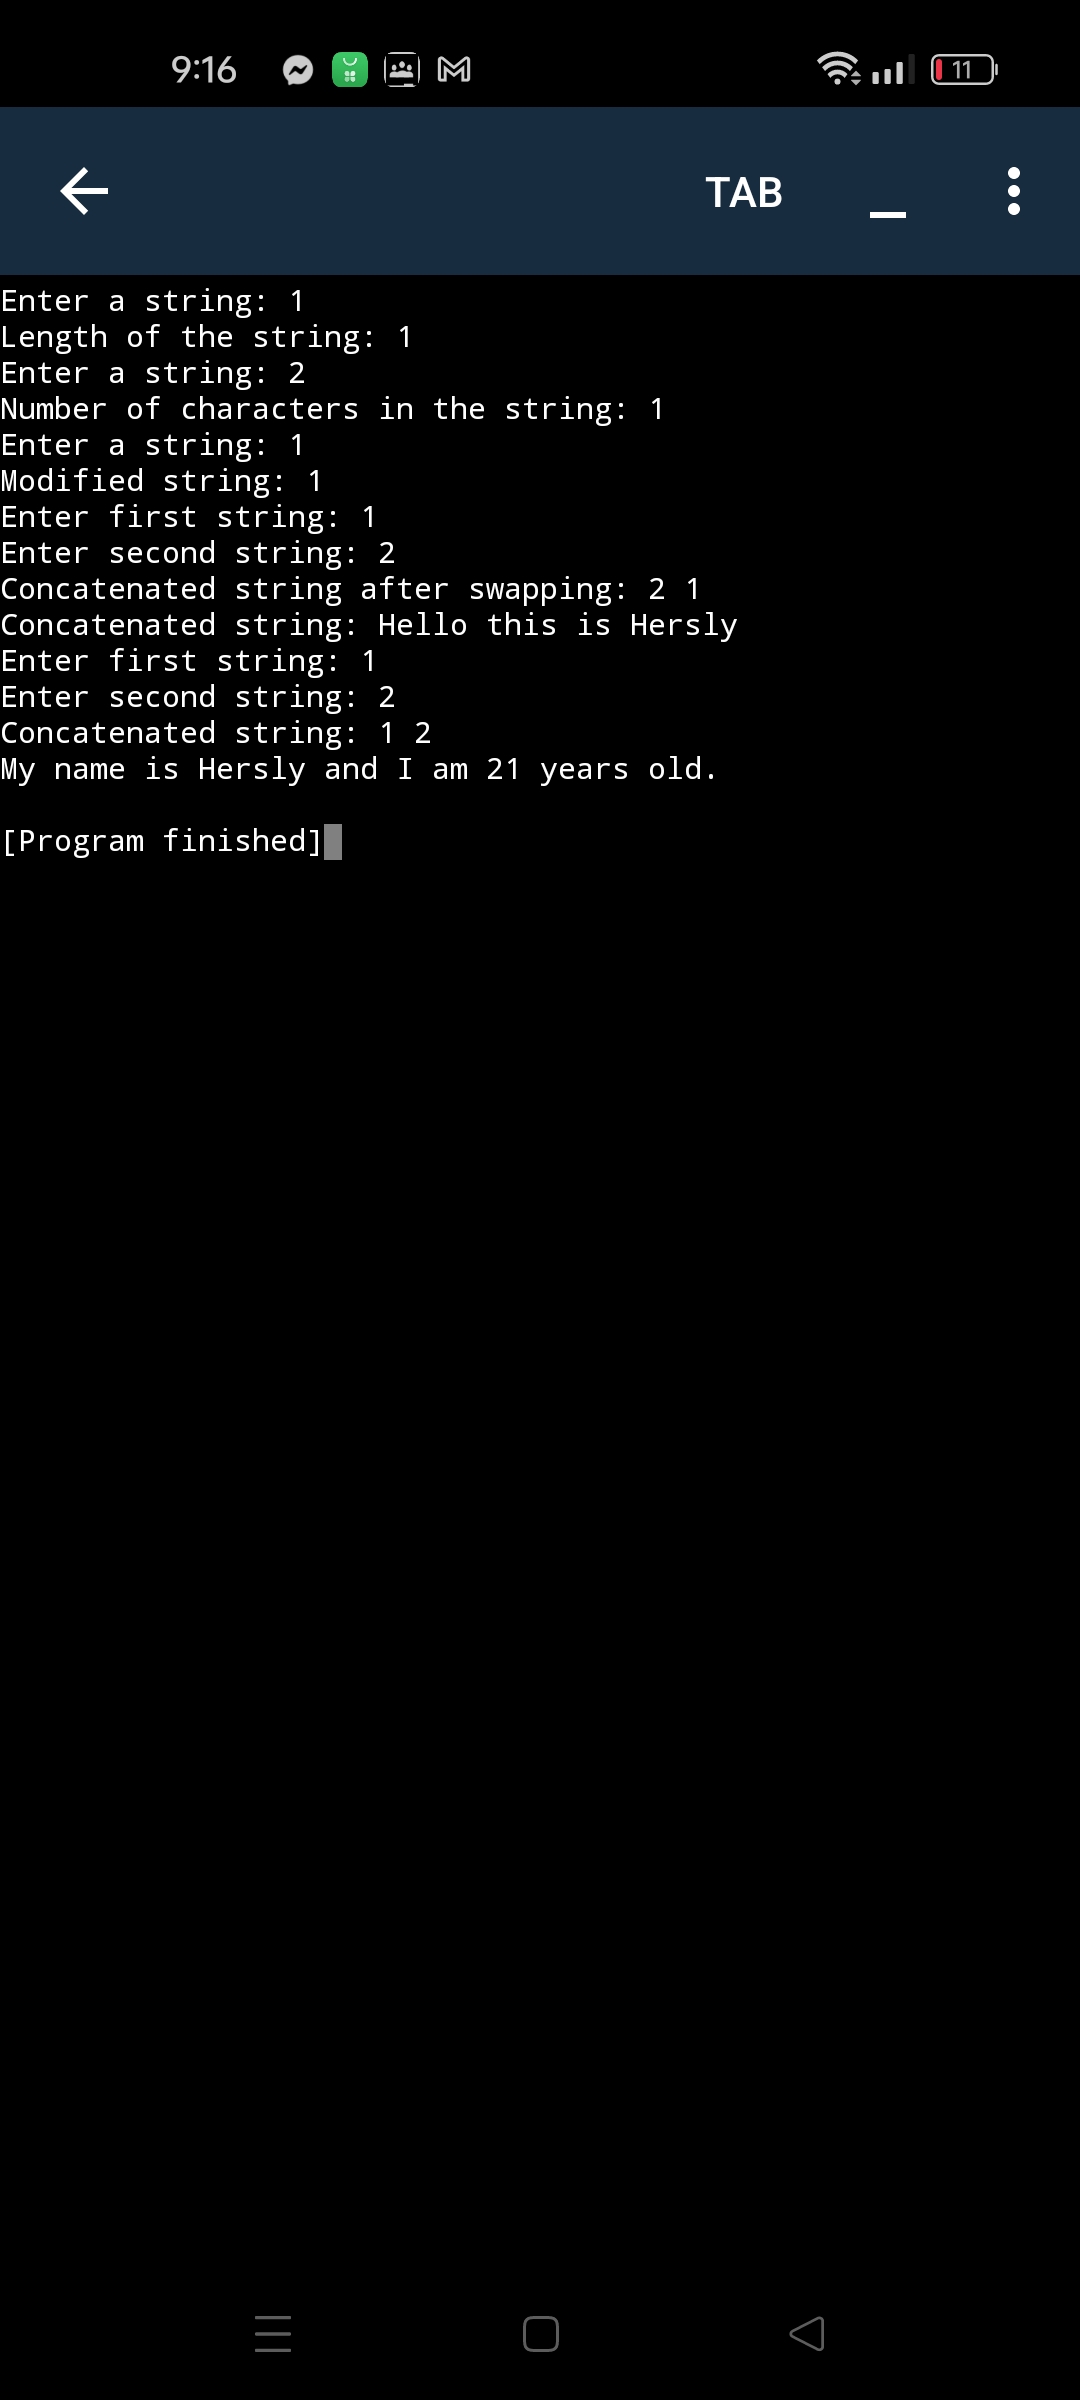 9:16
11
TAB
Enter a string: 1
Length of the string: 1
Enter a string: 2
Number of characters in the string: 1
Enter a string: 1
Modified string: 1
Enter first string: 1
Enter second string: 2
Concatenated string after swapping: 2 1
Concatenated string: Hello this is Hersly
Enter first string: 1
Enter second string: 2
Concatenated string: 1 2
My name is Hersly and I am 21 years old.
[Program finished]